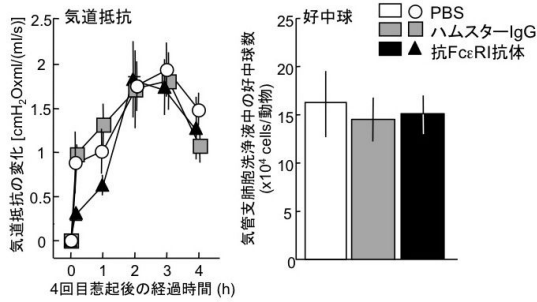 気道抵抗
気道抵抗の変化 [cmH2Oxml/(ml/s)]
2.5
2
1.5
1
0.5
0
0 1 2 3 4
4回目惹起後の経過時間 (h)
好中球
気管支肺胞洗浄液中の好中球数
(x10⁴ cells/動物)
25
20
15
10
5
0
PBS
ハムスターIgG
抗FcεRI抗体